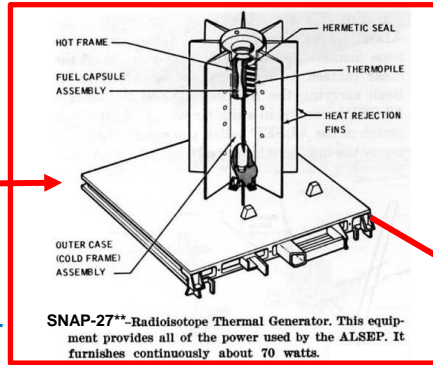 HERMETIC SEAL
HOT FRAME
THERMOPILE
FUEL CAPSULE
ASSEMBLY
HEAT REJECTION
FINS
OUTER CASE
(COLD FRAME)
ASSEMBLY
SNAP-27**–Radioisotope Thermal Generator. This equip-
ment provides all of the power used by the ALSEP. It
furnishes continuously about 70 watts.